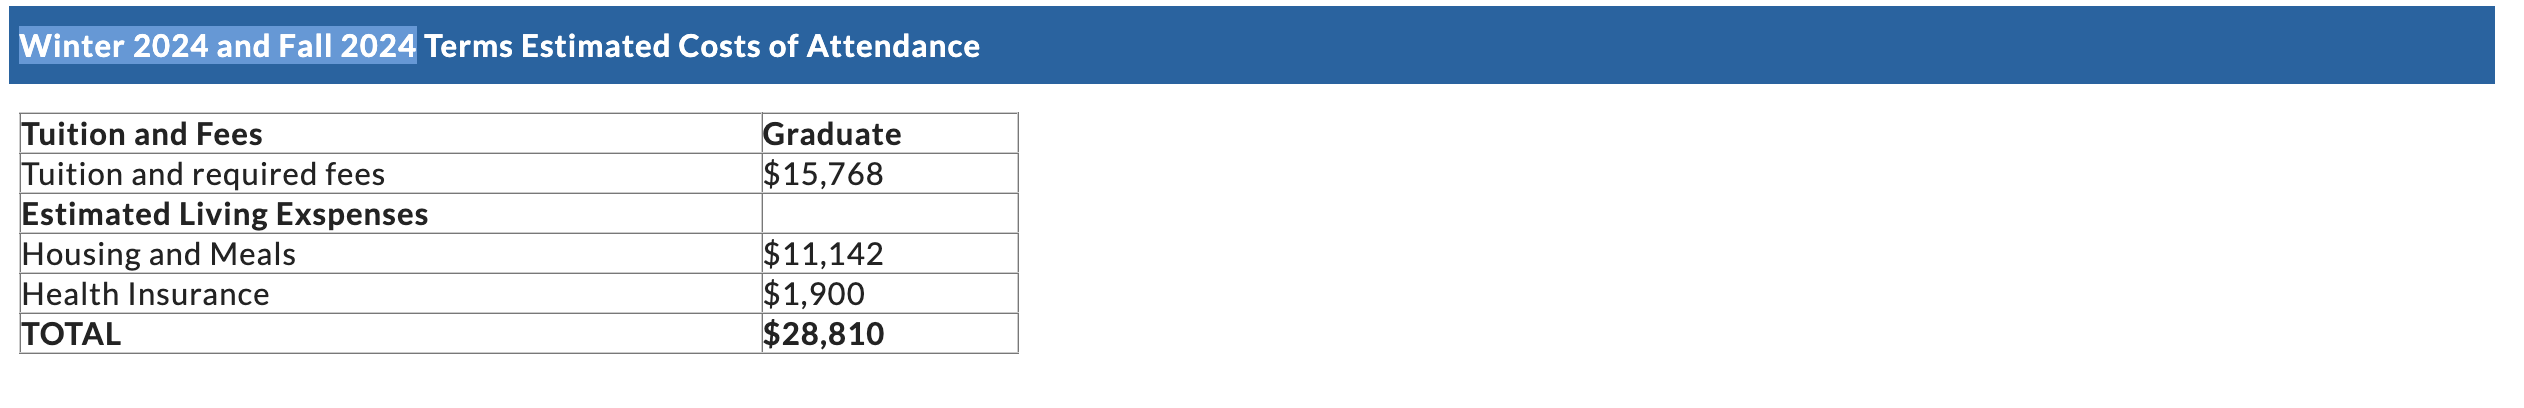 Winter 2024 and Fall 2024 Terms Estimated Costs of Attendance
Tuition and Fees Graduate
Tuition and required fees $15,768
Estimated Living Exspenses
Housing and Meals $11,142
Health Insurance $1,900
TOTAL $28,810